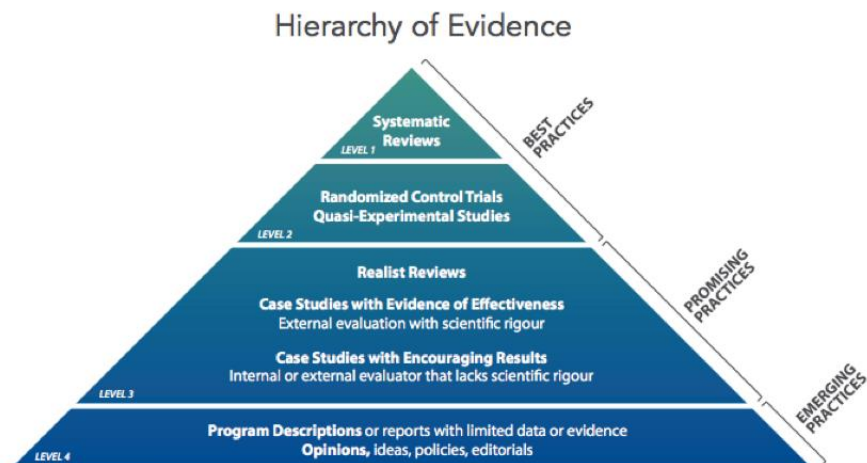 Hierarchy of Evidence
Systematic
Reviews
LEVEL 1
BEST
PRACTICES
Randomized Control Trials
Quasi-Experimental Studies
LEVEL 2
Realist Reviews
Case Studies with Evidence of Effectiveness
External evaluation with scientific rigour
Case Studies with Encouraging Results
Internal or external evaluator that lacks scientific rigour
LEVEL 3
PROMISING
PRACTICES
Program Descriptions or reports with limited data or evidence
Opinions, ideas, policies, editorials
LEVEL 4
EMERGING
PRACTICES